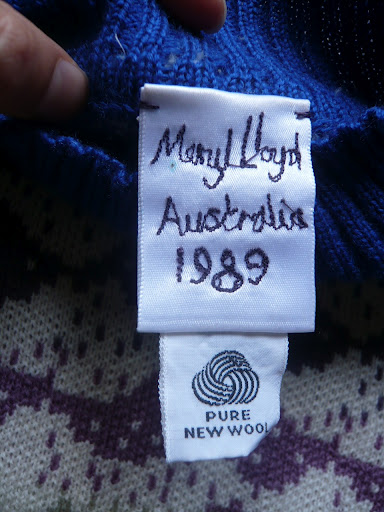 Meryl Lloyd
Australia
1989
PURE
NEW WOOL